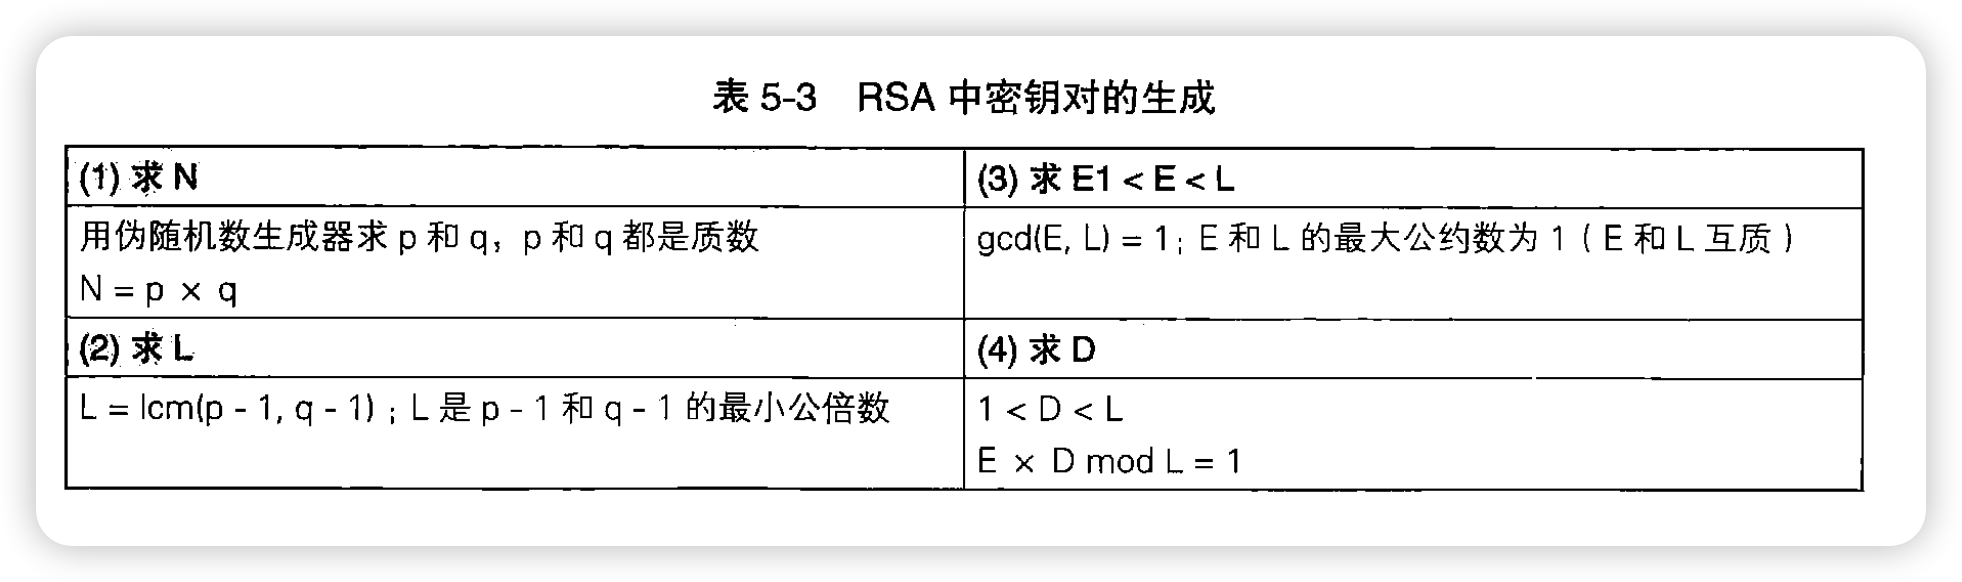 表 5-3 RSA 中密钥对的生成
(1) 求 N
用伪随机数生成器求 p 和 q，p 和 q 都是质数
N = p × q
(2) 求 L
L = lcm(p - 1, q - 1)；L 是 p - 1 和 q - 1 的最小公倍数
(3) 求 E1 < E < L
gcd(E, L) = 1；E 和 L 的最大公约数为 1（E 和 L 互质）
(4) 求 D
1 < D < L
E × D mod L = 1